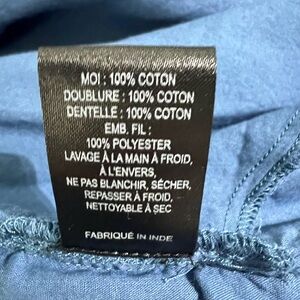 MOI : 100% COTON
DOUBLURE : 100% COTON
DENTELLE : 100% COTON
EMB. FIL :
100% POLYESTER
LAVAGE À LA MAIN À FROID,
À L'ENVERS,
NE PAS BLANCHIR, SÉCHER,
REPASSER À FROID,
NETTOYABLE À SEC
FABRIQUÉ EN INDE